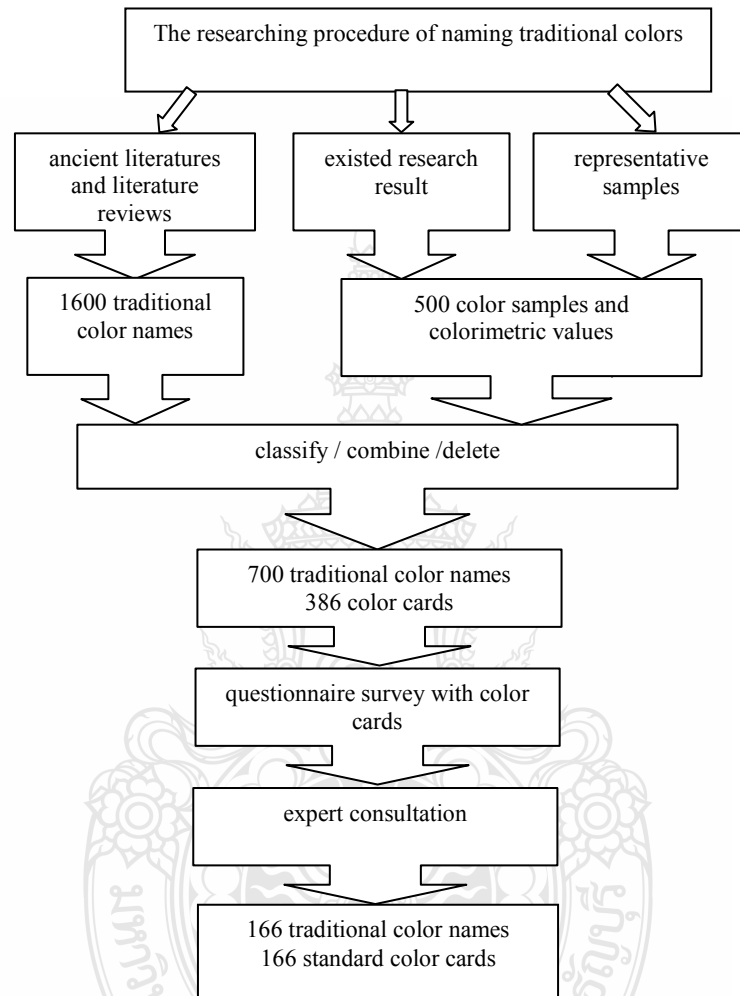 The researching procedure of naming traditional colors
ancient literatures
and literature
reviews
existed research
result
representative
samples
1600 traditional
color names
500 color samples and
colorimetric values
classify / combine /delete
700 traditional color names
386 color cards
questionnaire survey with color
cards
expert consultation
166 traditional color names
166 standard color cards